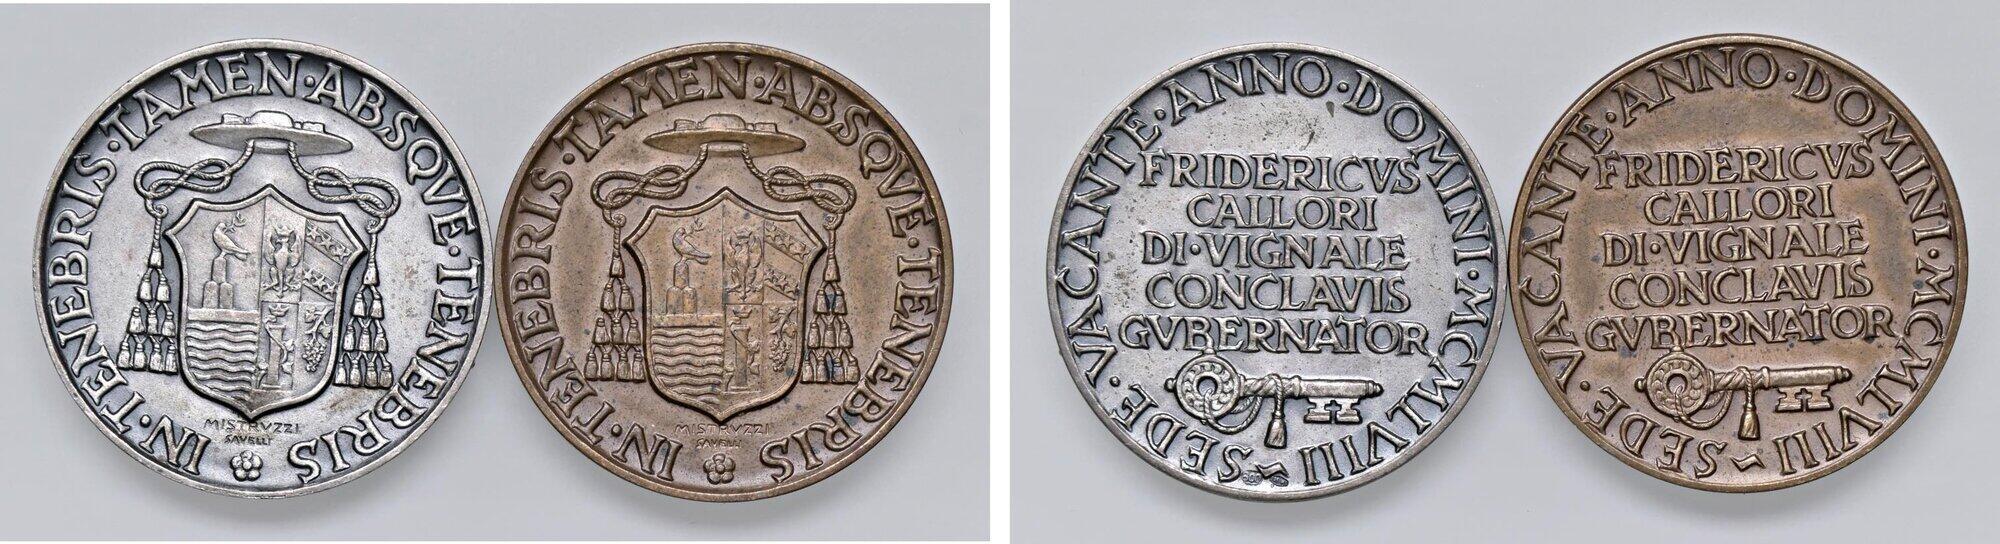 IN·TENEBRIS·TAMEN·ABSQVE·TENEBRIS
MISTRVZZI
SAVELLI
IN·TENEBRIS·TAMEN·ABSQVE·TENEBRIS
MISTRVZZI
SAVELLI
SEDE·VACANTE·ANNO·DOMINI·MCMLVIII
FRIDERICVS
CALLORI
DI·VIGNALE
CONCLAVIS
GVBERNATOR
SEDE·VACANTE·ANNO·DOMINI·MCMLVIII
FRIDERICVS
CALLORI
DI·VIGNALE
CONCLAVIS
GVBERNATOR